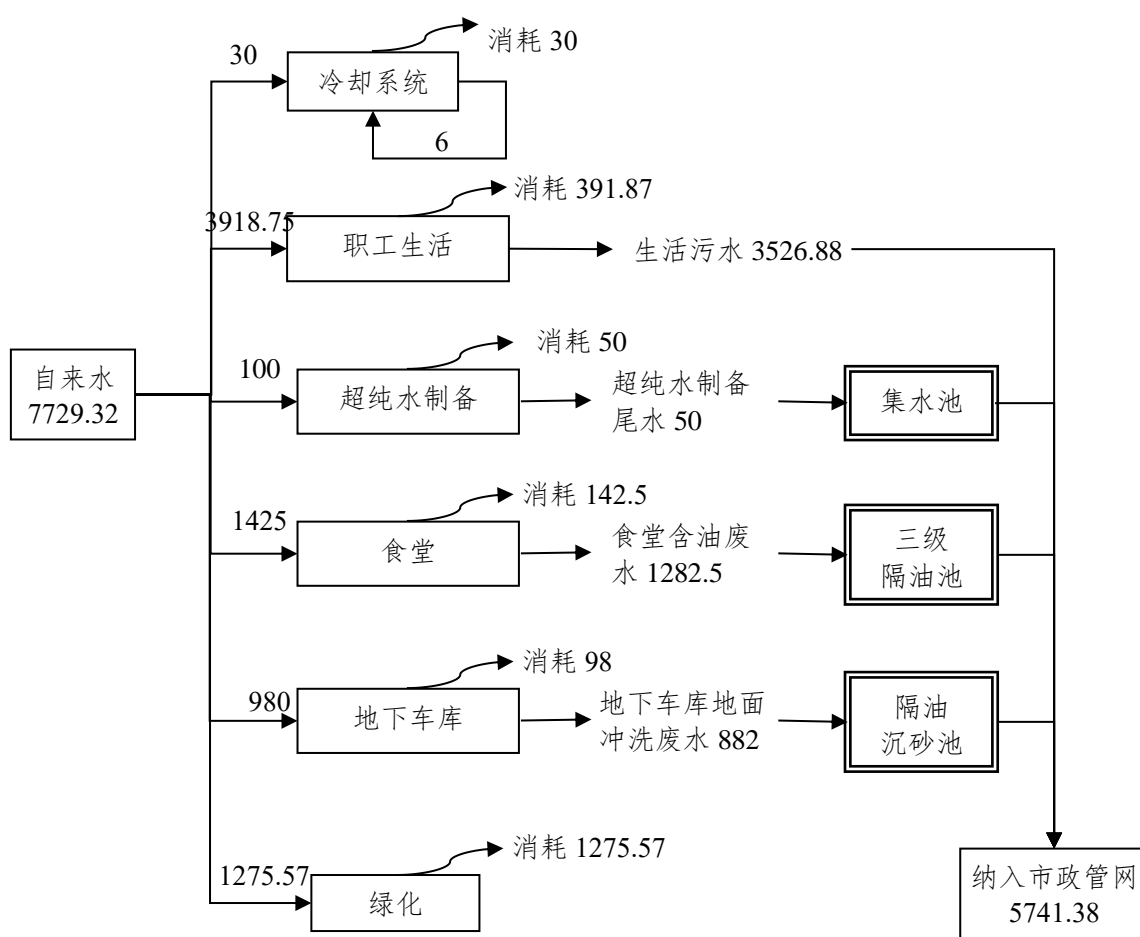 消耗 30
30
冷却系统
6
消耗 391.87
3918.75
职工生活
生活污水 3526.88
消耗 50
自来水
7729.32
100
超纯水制备
超纯水制备
尾水 50
集水池
消耗 142.5
1425
食堂
食堂含油废
水 1282.5
三级
隔油池
消耗 98
980
地下车库
地下车库地面
冲洗废水 882
隔油
沉砂池
消耗 1275.57
1275.57
绿化
纳入市政管网
5741.38